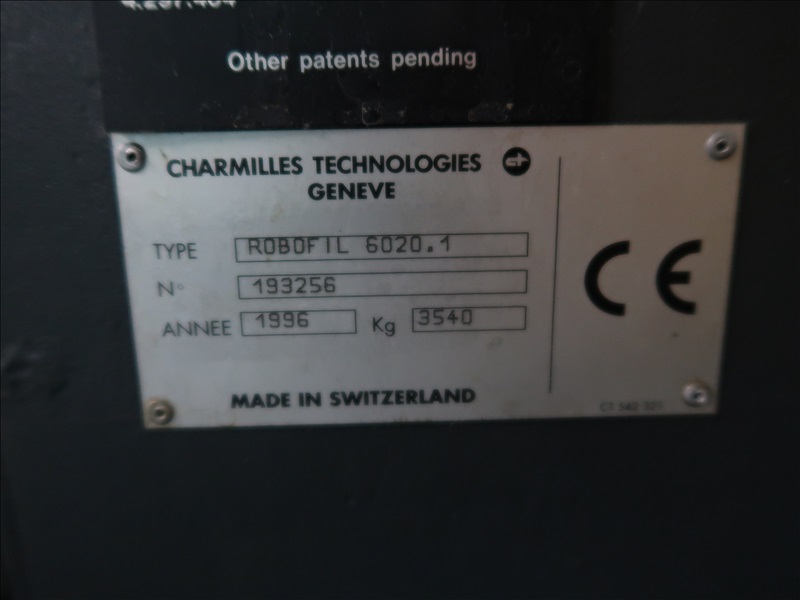 Other patents pending
CHARMILLES TECHNOLOGIES
GENEVE
TYPE ROBOFIL 6020.1
N° 193256
ANNEE 1996 Kg 3540
MADE IN SWITZERLAND
CE